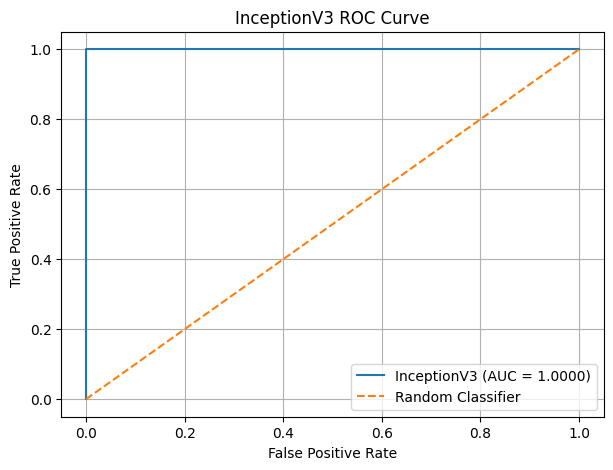 InceptionV3 ROC Curve
True Positive Rate
1.0
0.8
0.6
0.4
0.2
0.0
InceptionV3 (AUC = 1.0000)
Random Classifier
0.0 0.2 0.4 0.6 0.8 1.0
False Positive Rate